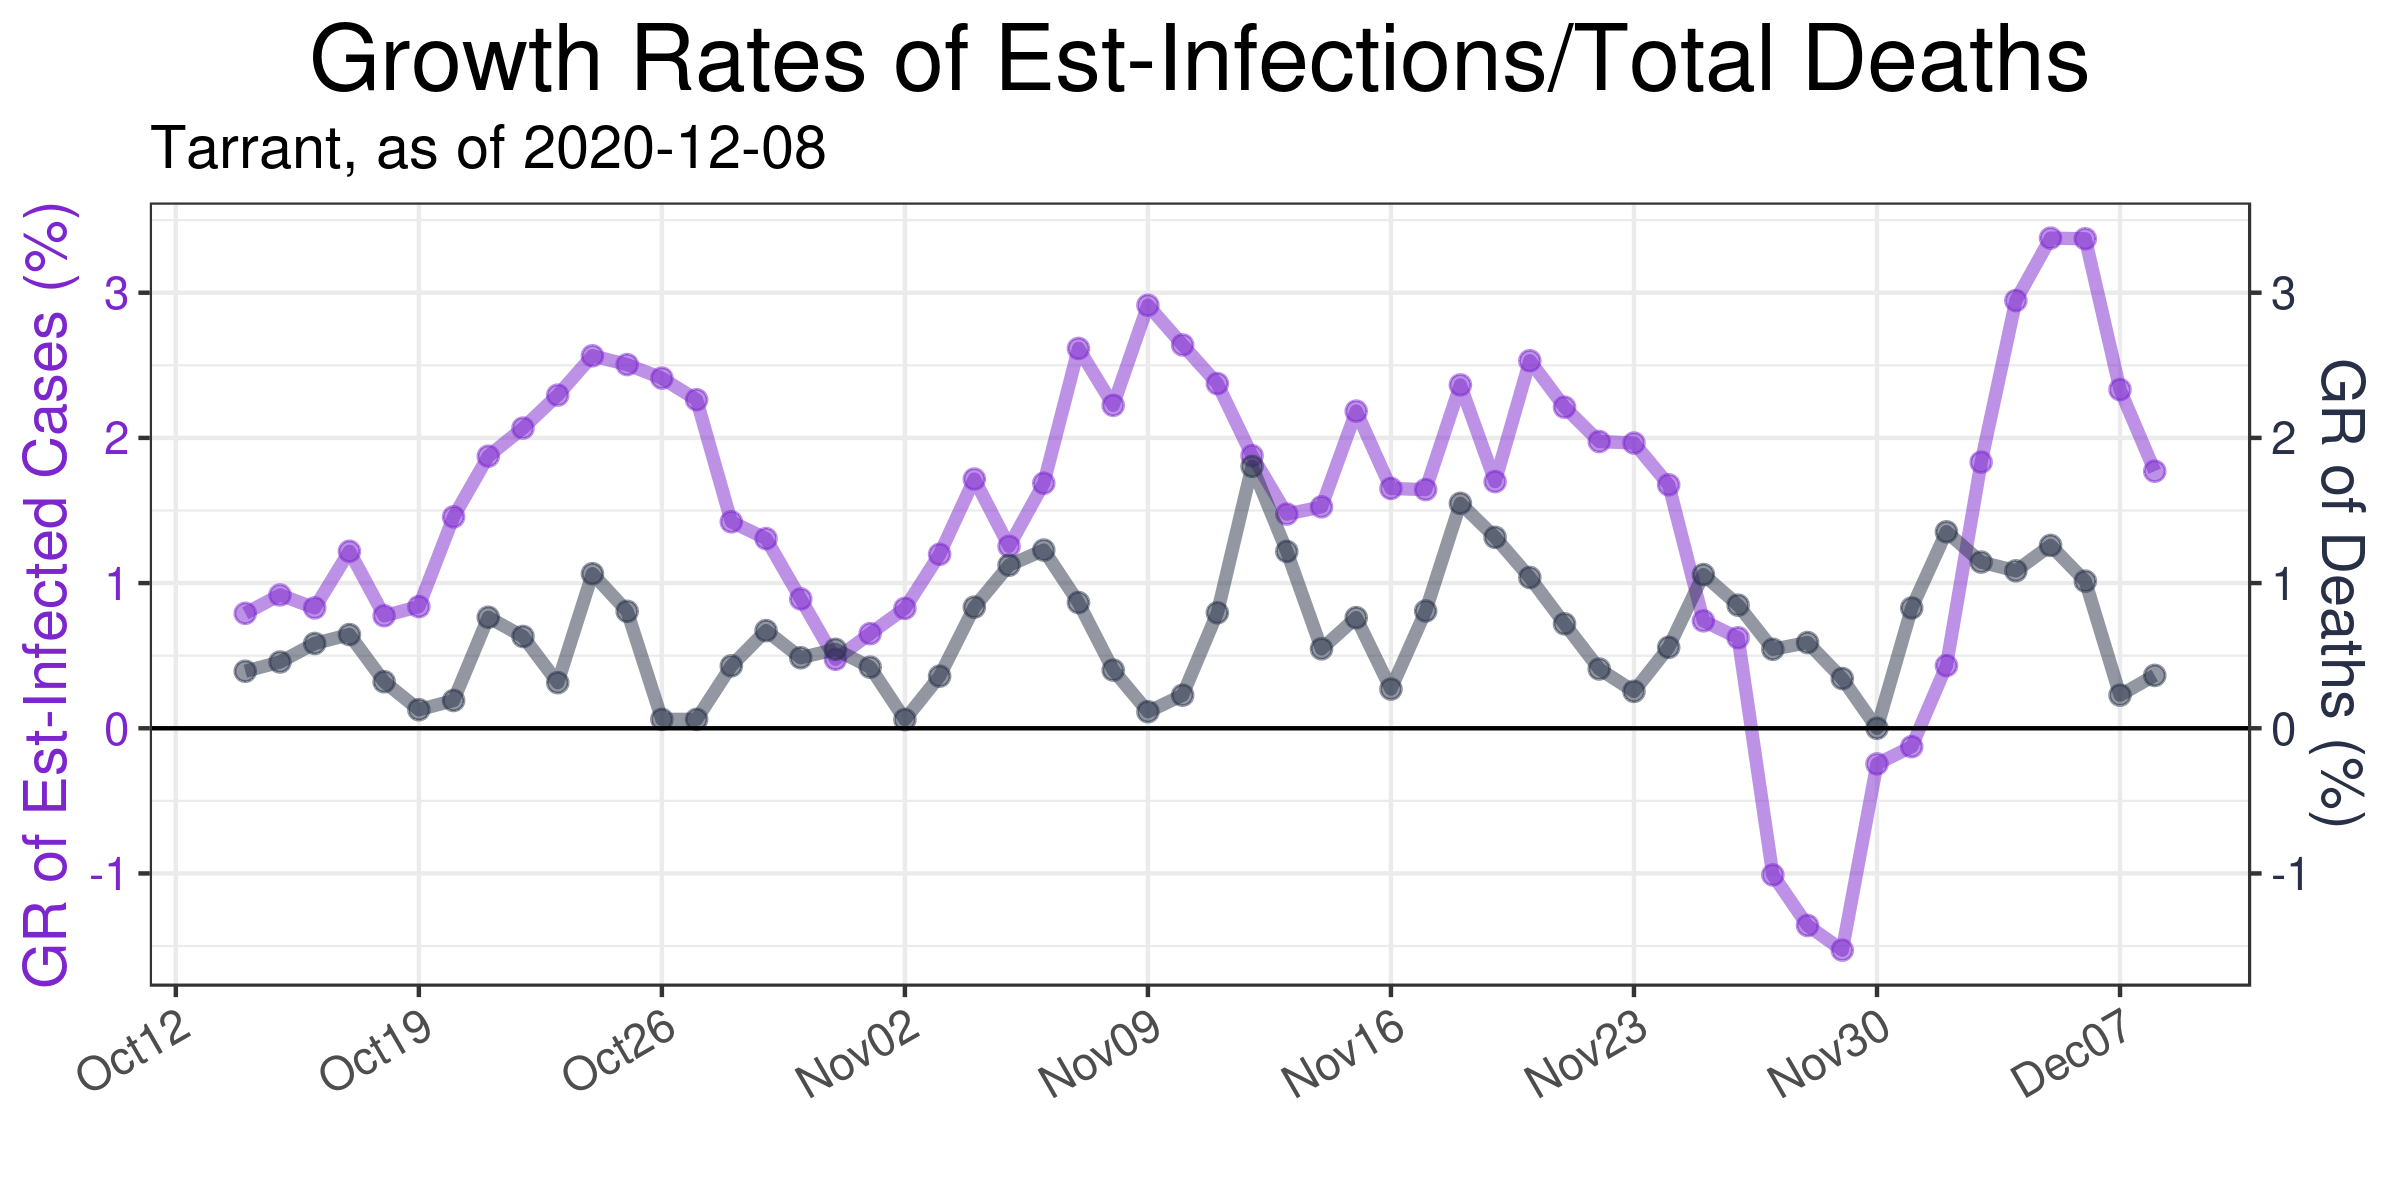 Growth Rates of Est-Infections/Total Deaths
Tarrant, as of 2020-12-08
GR of Est-Infected Cases (%)
3
2
1
0
-1
3
2
1
0
-1
GR of Deaths (%)
Oct12
Oct19
Oct26
Nov02
Nov09
Nov16
Nov23
Nov30
Dec07